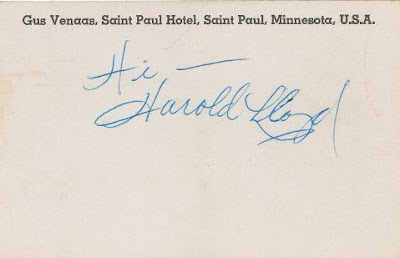 Gus Venaas, Saint Paul Hotel, Saint Paul, Minnesota, U.S.A.
Hi —
Harold Lloyd